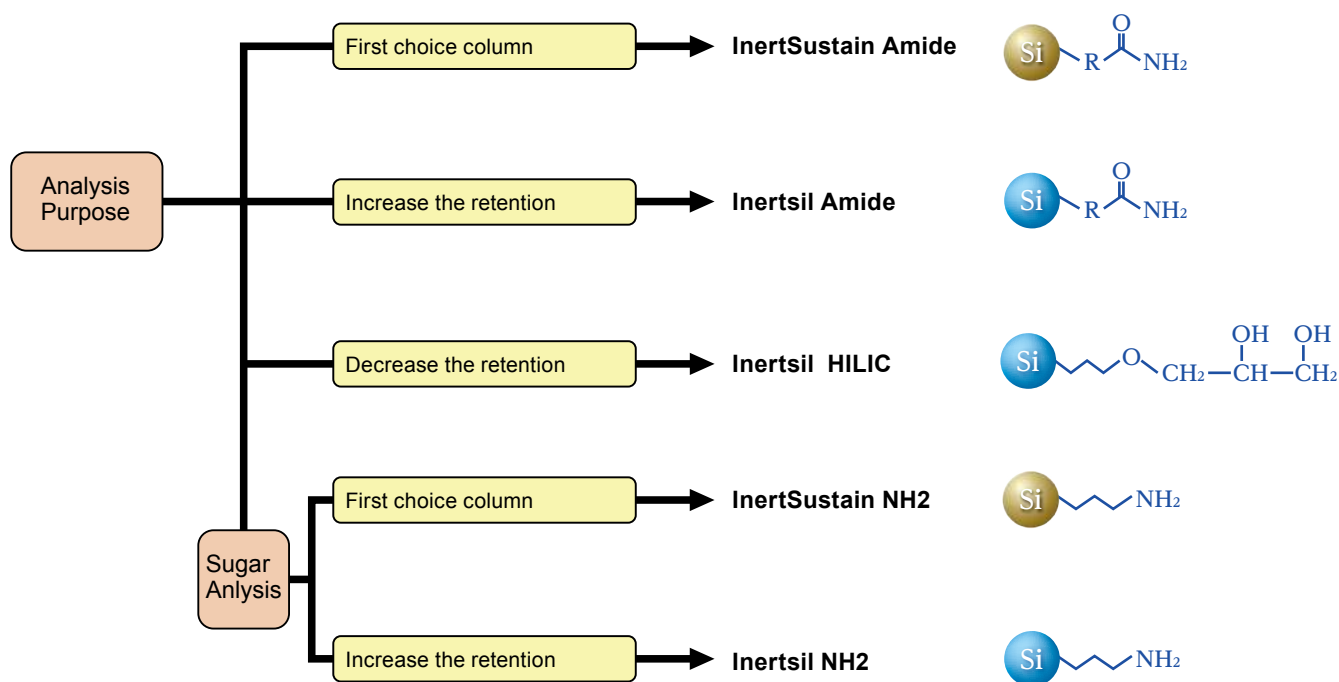 First choice column
InertSustain Amide
Si
R
O
NH2
Analysis
Purpose
Increase the retention
Inertsil Amide
Si
R
O
NH2
Decrease the retention
Inertsil  HILIC
Si
O
CH2
OH
CH
OH
CH2
First choice column
InertSustain NH2
Si
NH2
Sugar
Anlysis
Increase the retention
Inertsil NH2
Si
NH2